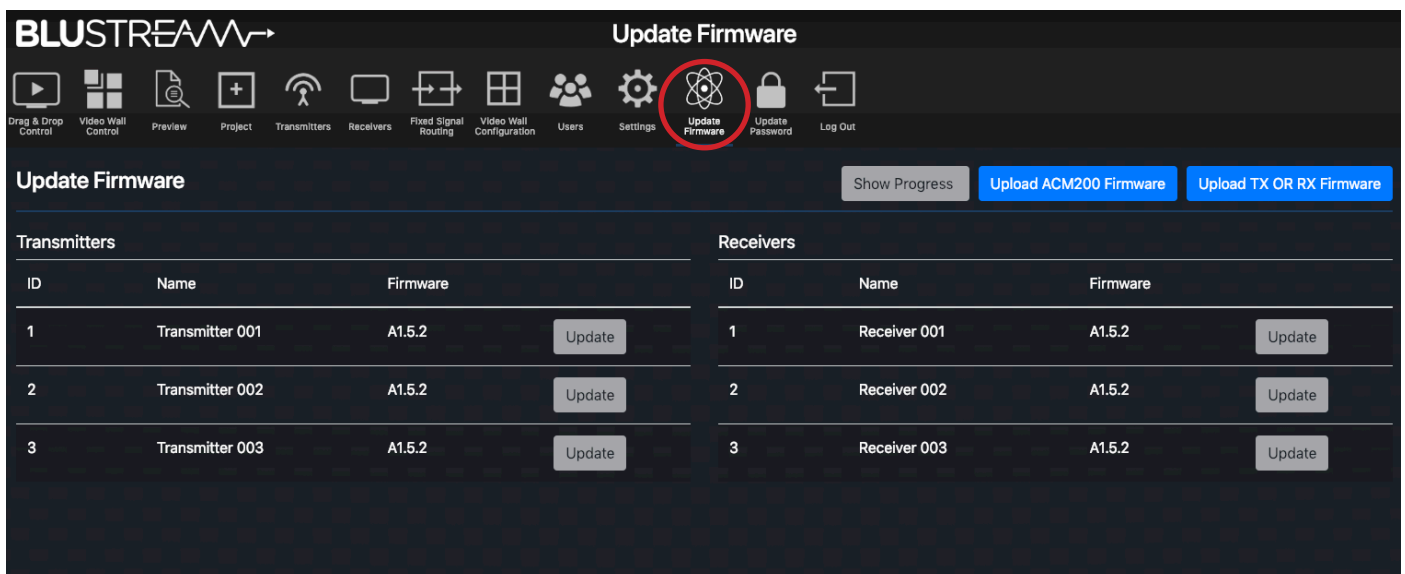 BLUSTREAM
Update Firmware
Drag & Drop Control
Video Wall Control
Preview
Project
Transmitters
Receivers
Fixed Signal Routing
Video Wall Configuration
Users
Settings
Update Firmware
Update Password
Log Out
Update Firmware
Show Progress
Upload ACM200 Firmware
Upload TX OR RX Firmware
Transmitters
ID Name Firmware
1 Transmitter 001 A1.5.2 Update
2 Transmitter 002 A1.5.2 Update
3 Transmitter 003 A1.5.2 Update
Receivers
ID Name Firmware
1 Receiver 001 A1.5.2 Update
2 Receiver 002 A1.5.2 Update
3 Receiver 003 A1.5.2 Update